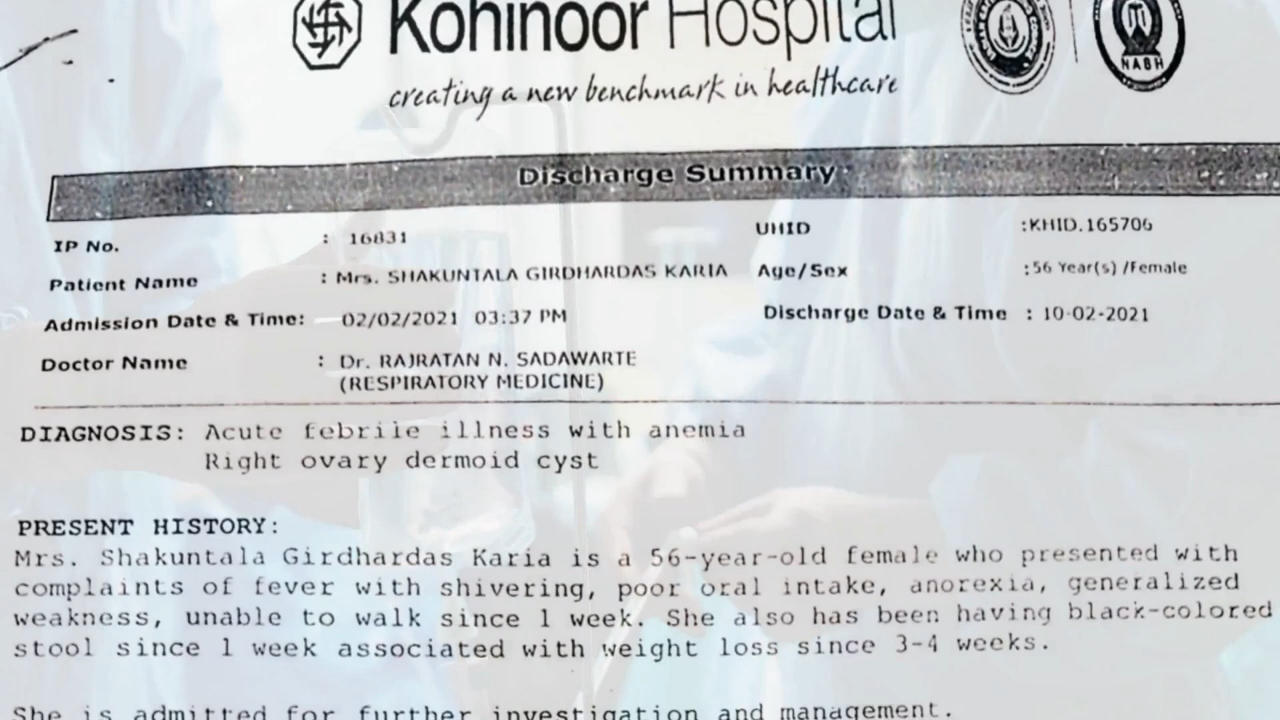 Kohinoor Hospital
creating a new benchmark in healthcare
NABH
Discharge Summary
IP No. : 16831 UHID :KHID.165706
Patient Name : Mrs. SHAKUNTALA GIRDHARDAS KARIA Age/Sex :56 Year(s) /Female
Admission Date & Time: 02/02/2021 03:37 PM Discharge Date & Time : 10-02-2021
Doctor Name : Dr. RAJRATAN N. SADAWARTE
(RESPIRATORY MEDICINE)
DIAGNOSIS: Acute febrile illness with anemia
Right ovary dermoid cyst
PRESENT HISTORY:
Mrs. Shakuntala Girdhardas Karia is a 56-year-old female who presented with
complaints of fever with shivering, poor oral intake, anorexia, generalized
weakness, unable to walk since 1 week. She also has been having black-colored
stool since 1 week associated with weight loss since 3-4 weeks.
She is admitted for further investigation and management.